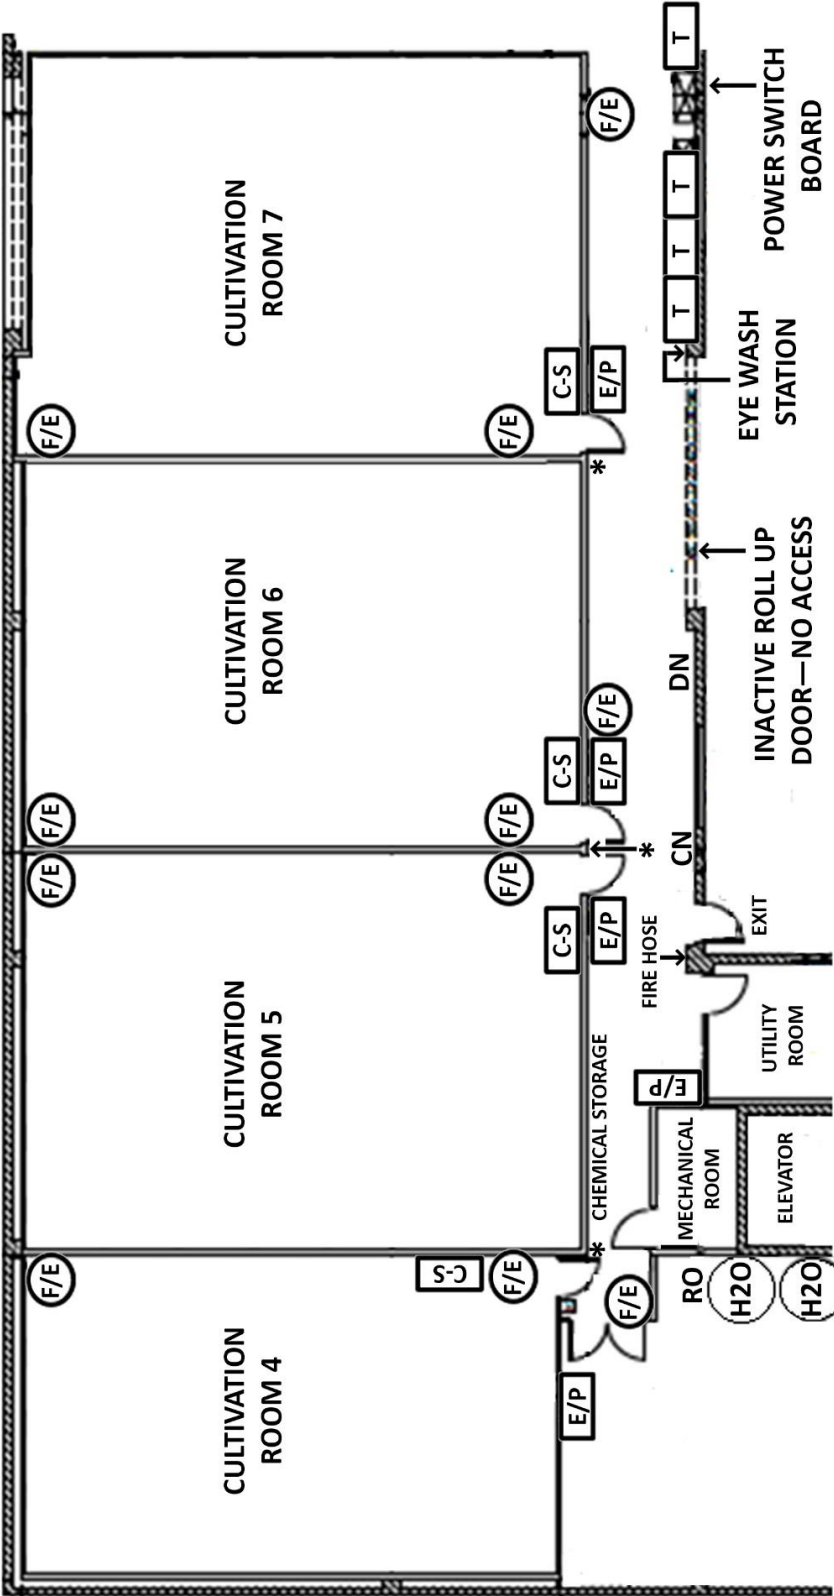 CULTIVATION
ROOM 4
F/E
C-S
F/E
E/P
F/E
RO
H2O
H2O
CULTIVATION
ROOM 5
F/E
F/E
C-S
E/P
*
CHEMICAL STORAGE
MECHANICAL
ROOM
ELEVATOR
E/P
UTILITY
ROOM
FIRE HOSE
EXIT
CULTIVATION
ROOM 6
F/E
F/E
C-S
E/P
F/E
*
CN
DN
INACTIVE ROLL UP
DOOR—NO ACCESS
CULTIVATION
ROOM 7
F/E
F/E
C-S
E/P
F/E
*
EYE WASH
STATION
T
T
T
T
POWER SWITCH
BOARD